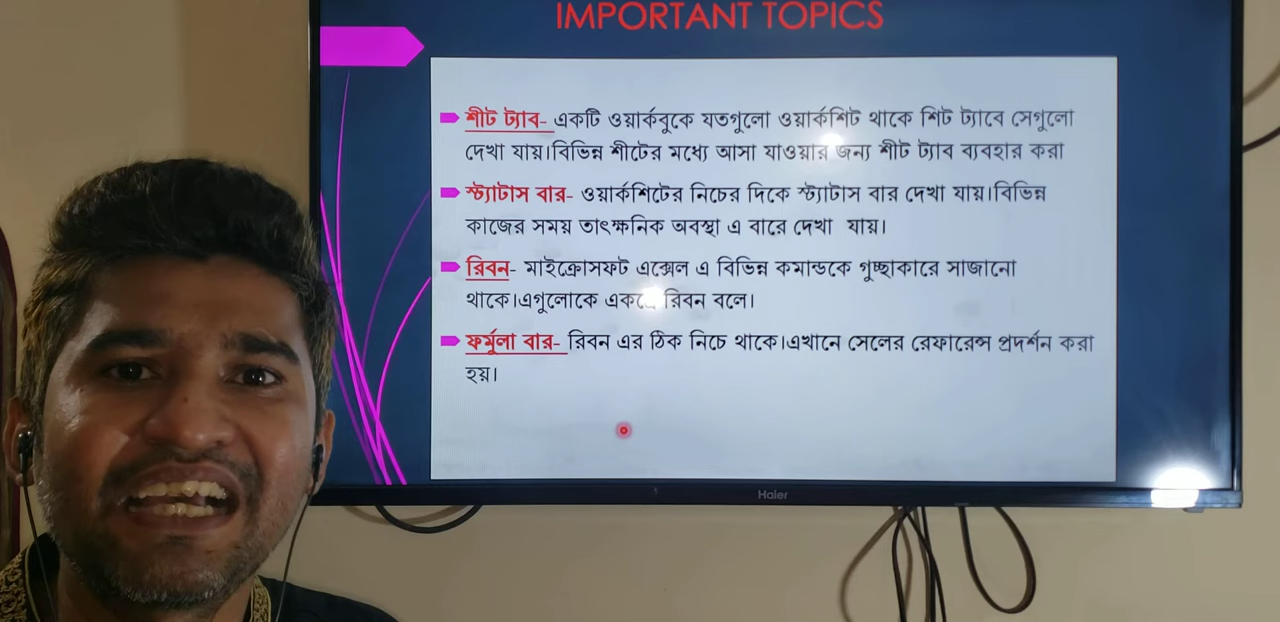 IMPORTANT TOPICS
শীট ট্যাব- একটি ওয়ার্কবুকে যতগুলো ওয়ার্কশিট থাকে শিট ট্যাবে সেগুলো
দেখা যায়।বিভিন্ন শীটের মধ্যে আসা যাওয়ার জন্য শীট ট্যাব ব্যবহার করা
স্ট্যাটাস বার- ওয়ার্কশিটের নিচের দিকে স্ট্যাটাস বার দেখা যায়।বিভিন্ন
কাজের সময় তাৎক্ষনিক অবস্থা এ বারে দেখা যায়।
রিবন- মাইক্রোসফট এক্সেল এ বিভিন্ন কমান্ডকে গুচ্ছাকারে সাজানো
থাকে।এগুলোকে একত্রে রিবন বলে।
ফর্মুলা বার- রিবন এর ঠিক নিচে থাকে।এখানে সেলের রেফারেন্স প্রদর্শন করা
হয়।
Haier